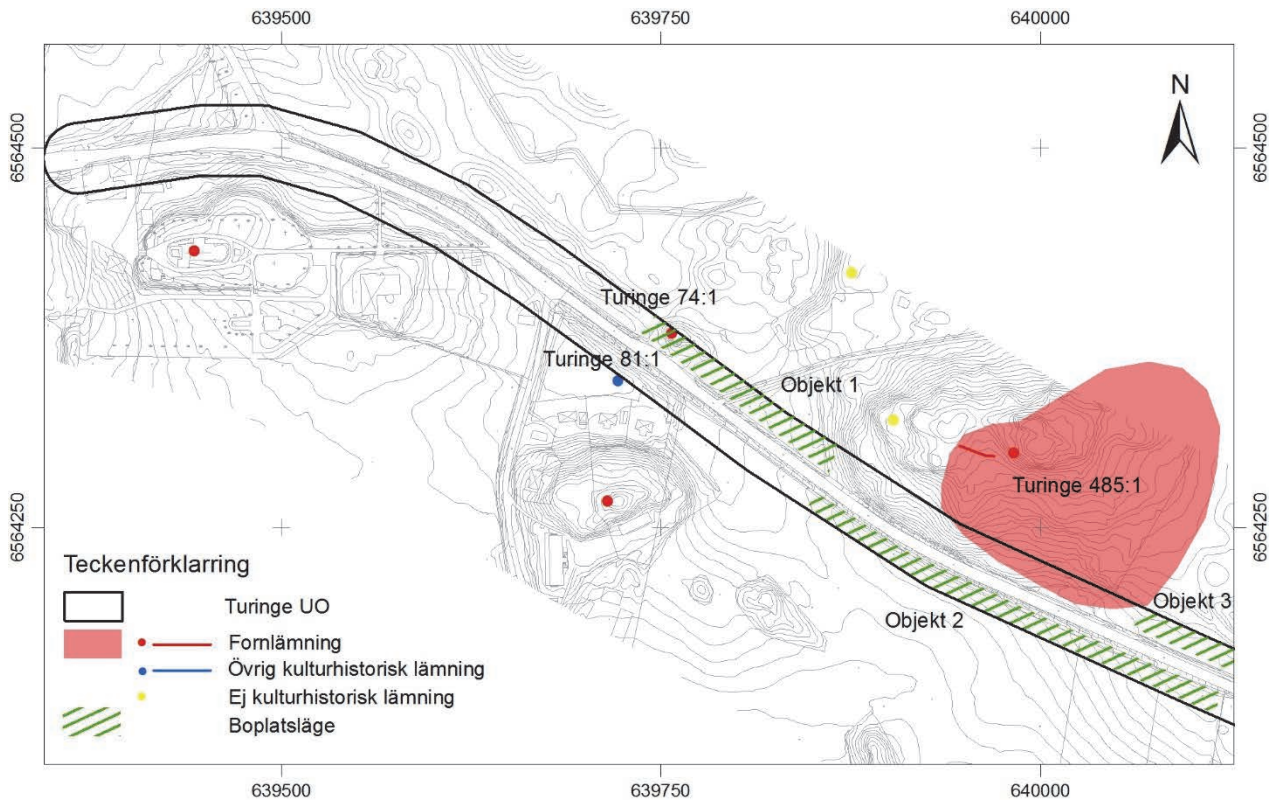 639500 639750 640000
N
6564500 6564500
Turinge 74:1
Turinge 81:1
Objekt 1
Turinge 485:1
6564250 6564250
Teckenförklarring
Turinge UO
Objekt 3
Objekt 2
Fornlämning
Övrig kulturhistorisk lämning
Ej kulturhistorisk lämning
Boplatsläge
639500 639750 640000